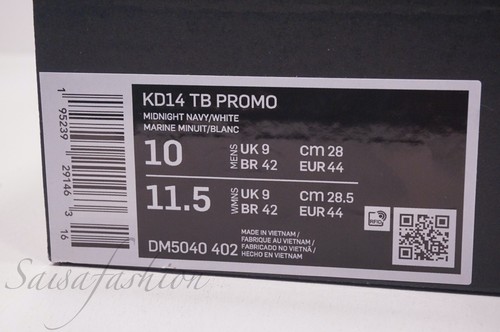 KD14 TB PROMO
MIDNIGHT NAVY/WHITE
MARINE MINUIT/BLANC
10 MENS UK 9 CM 28
BR 42 EUR 44
11.5 WMNS UK 9 CM 28.5
BR 42 EUR 44
DM5040 402
MADE IN VIETNAM /
FABRIQUE AU VIETNAM /
FABRICADO NO VIETNÃ /
HECHO EN VIETNAM
RFID
1 95239 29146 3 16
Saisafashion